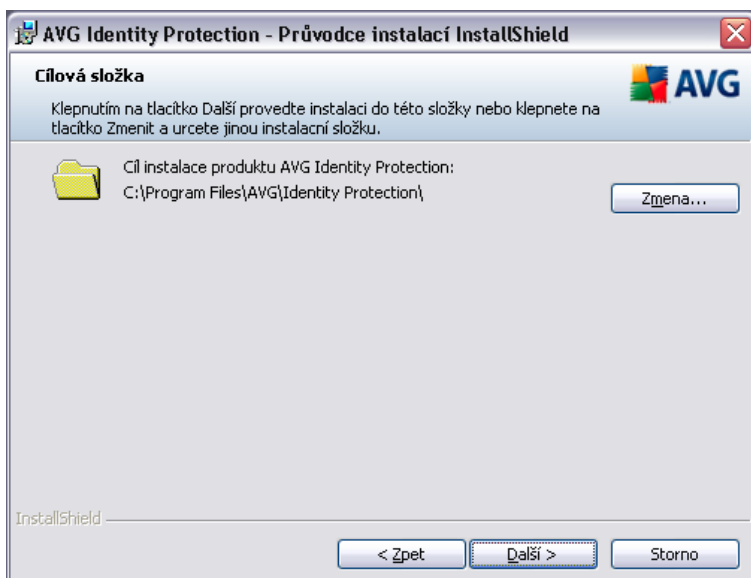 AVG Identity Protection - Průvodce instalací InstallShield
Cílová složka
AVG
Klepnutím na tlacítko Další provedte instalaci do této složky nebo klepnete na
tlacítko Zmenit a urcete jinou instalacní složku.
Cíl instalace produktu AVG Identity Protection:
C:\Program Files\AVG\Identity Protection\
Zmena...
InstallShield
< Zpet
Další >
Storno